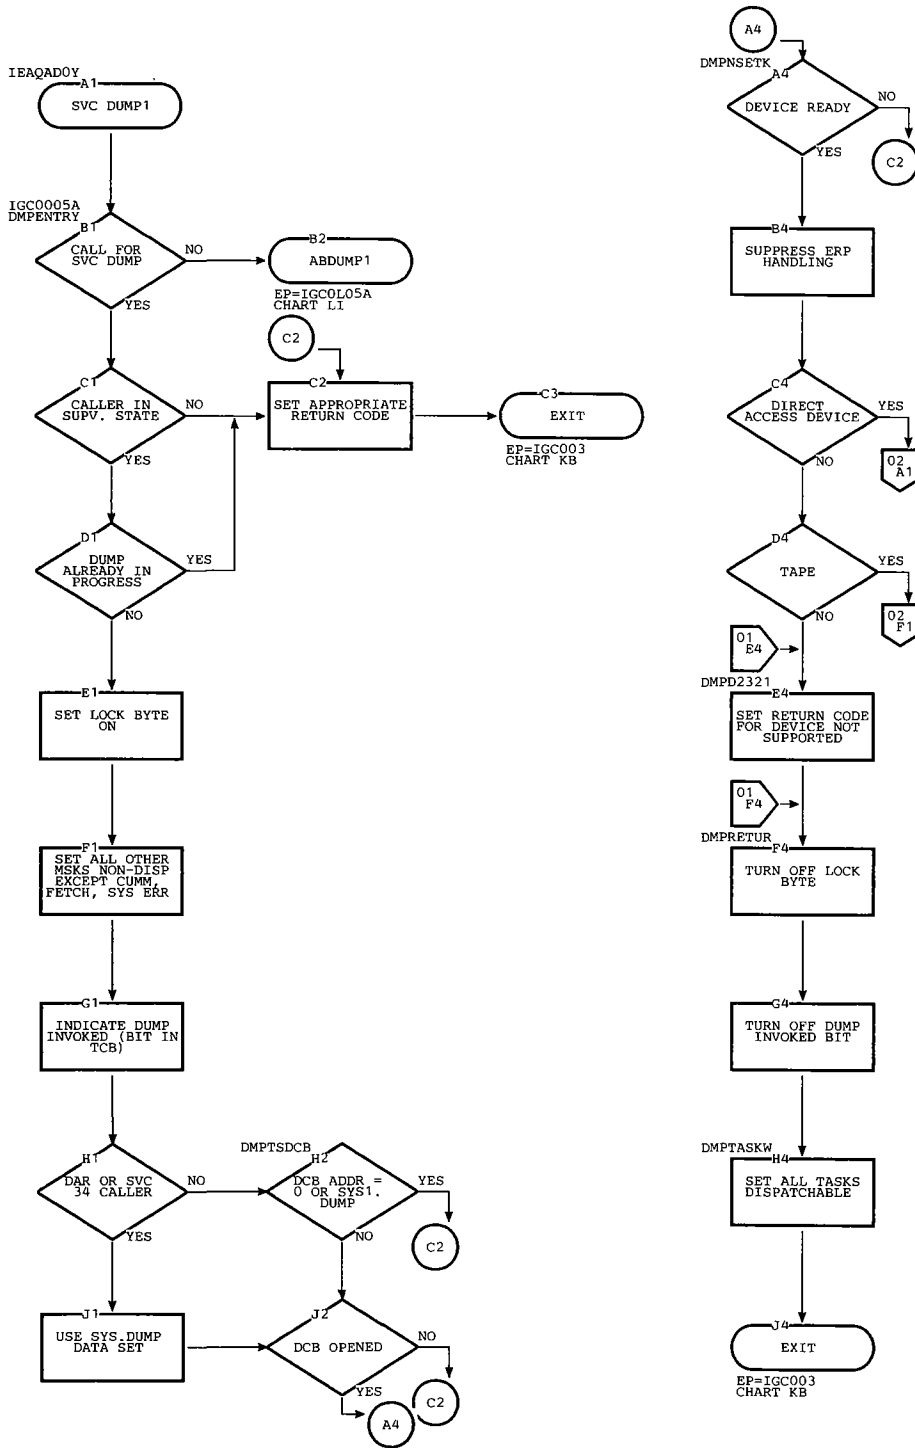 IEAQAD0Y
A1
SVC DUMP1
IGC0005A
DMPENTRY
B1
CALL FOR
SVC DUMP
NO
YES
B2
ABDUMP1
EP=IGC0L05A
CHART LI
C2
C1
CALLER IN
SUPV. STATE
NO
YES
C2
SET APPROPRIATE
RETURN CODE
C3
EXIT
EP=IGC003
CHART KB
D1
DUMP
ALREADY IN
PROGRESS
YES
NO
E1
SET LOCK BYTE
ON
F1
SET ALL OTHER
MSKS NON-DISP
EXCEPT CUMM,
FETCH, SYS ERR
G1
INDICATE DUMP
INVOKED (BIT IN
TCB)
H1
DAR OR SVC
34 CALLER
NO
YES
DMPTSDCB
H2
DCB ADDR =
0 OR SYS1.
DUMP
YES
NO
C2
J1
USE SYS.DUMP
DATA SET
J2
DCB OPENED
NO
YES
C2
A4
A4
DMPNSETK
A4
DEVICE READY
NO
YES
C2
B4
SUPPRESS ERP
HANDLING
C4
DIRECT
ACCESS DEVICE
YES
NO
02
A1
D4
TAPE
YES
NO
02
F1
01
E4
DMPD2321
E4
SET RETURN CODE
FOR DEVICE NOT
SUPPORTED
01
F4
DMPRETUR
F4
TURN OFF LOCK
BYTE
G4
TURN OFF DUMP
INVOKED BIT
DMPTASKW
H4
SET ALL TASKS
DISPATCHABLE
J4
EXIT
EP=IGC003
CHART KB